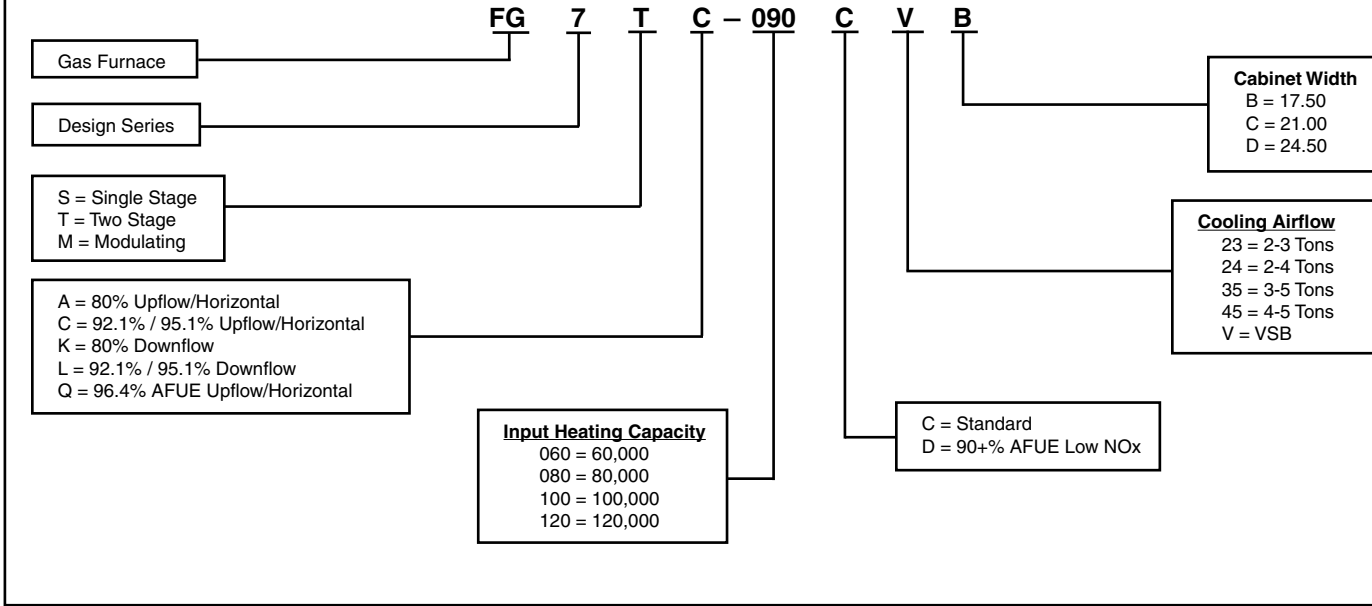 FG 7 T C – 090 C V B
Gas Furnace
Design Series
S = Single Stage
T = Two Stage
M = Modulating
A = 80% Upflow/Horizontal
C = 92.1% / 95.1% Upflow/Horizontal
K = 80% Downflow
L = 92.1% / 95.1% Downflow
Q = 96.4% AFUE Upflow/Horizontal
Input Heating Capacity
060 = 60,000
080 = 80,000
100 = 100,000
120 = 120,000
C = Standard
D = 90+% AFUE Low NOx
Cooling Airflow
23 = 2-3 Tons
24 = 2-4 Tons
35 = 3-5 Tons
45 = 4-5 Tons
V = VSB
Cabinet Width
B = 17.50
C = 21.00
D = 24.50